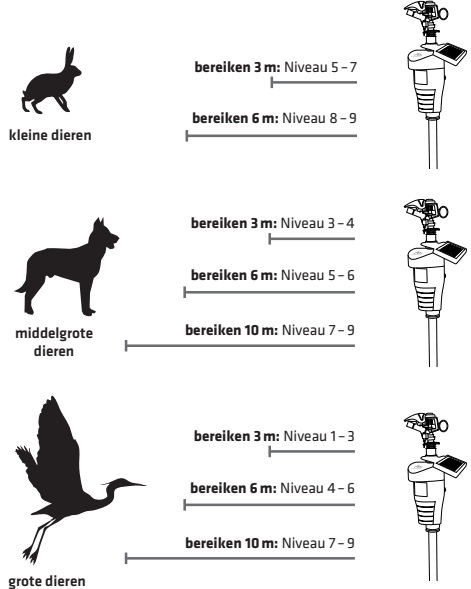 bereiken 3 m: Niveau 5 – 7
bereiken 6 m: Niveau 8 – 9
kleine dieren
bereiken 3 m: Niveau 3 – 4
bereiken 6 m: Niveau 5 – 6
bereiken 10 m: Niveau 7 – 9
middelgrote
dieren
bereiken 3 m: Niveau 1 – 3
bereiken 6 m: Niveau 4 – 6
bereiken 10 m: Niveau 7 – 9
grote dieren